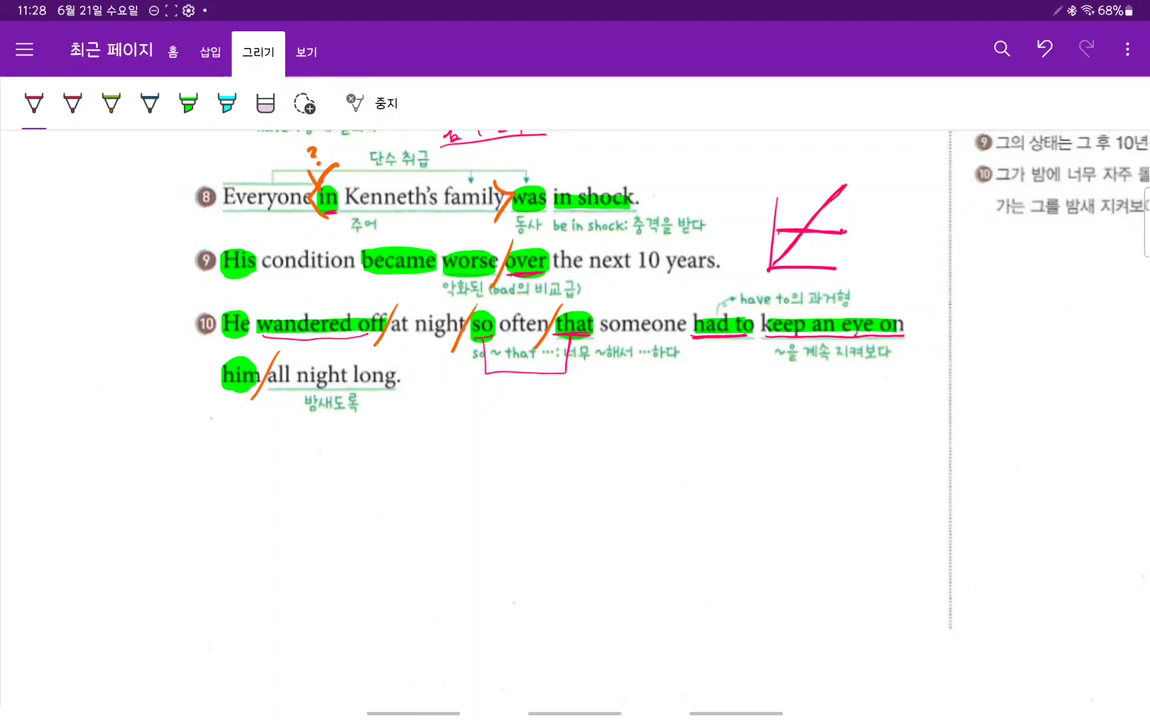 11:28 6월 21일 수요일 68%
최근 페이지 홈 삽입 그리기 보기
중지
?
단수 취급
⑧ Everyone in Kenneth's family was in shock.
주어
동사 be in shock: 충격을 받다
⑨ His condition became worse over the next 10 years.
악화된 (bad의 비교급)
have to의 과거형
⑩ He wandered off at night so often that someone had to keep an eye on
so ~ that …: 너무 ~해서 …하다
~을 계속 지켜보다
him all night long.
밤새도록
⑨ 그의 상태는 그 후 10년
⑩ 그가 밤에 너무 자주 돌
가는 그를 밤새 지켜보